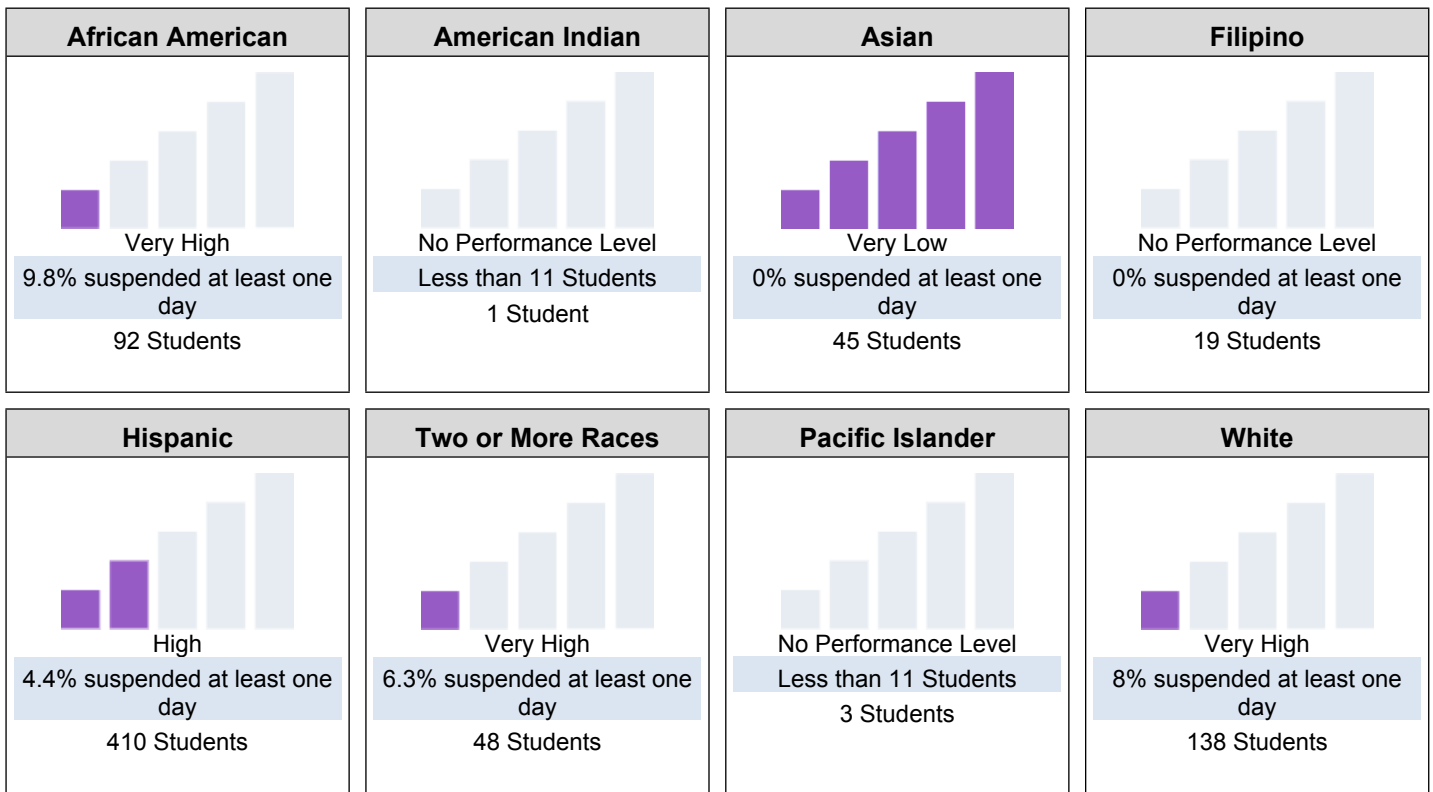 African American
Very High
9.8% suspended at least one
day
92 Students
American Indian
No Performance Level
Less than 11 Students
1 Student
Asian
Very Low
0% suspended at least one
day
45 Students
Filipino
No Performance Level
0% suspended at least one
day
19 Students
Hispanic
High
4.4% suspended at least one
day
410 Students
Two or More Races
Very High
6.3% suspended at least one
day
48 Students
Pacific Islander
No Performance Level
Less than 11 Students
3 Students
White
Very High
8% suspended at least one
day
138 Students